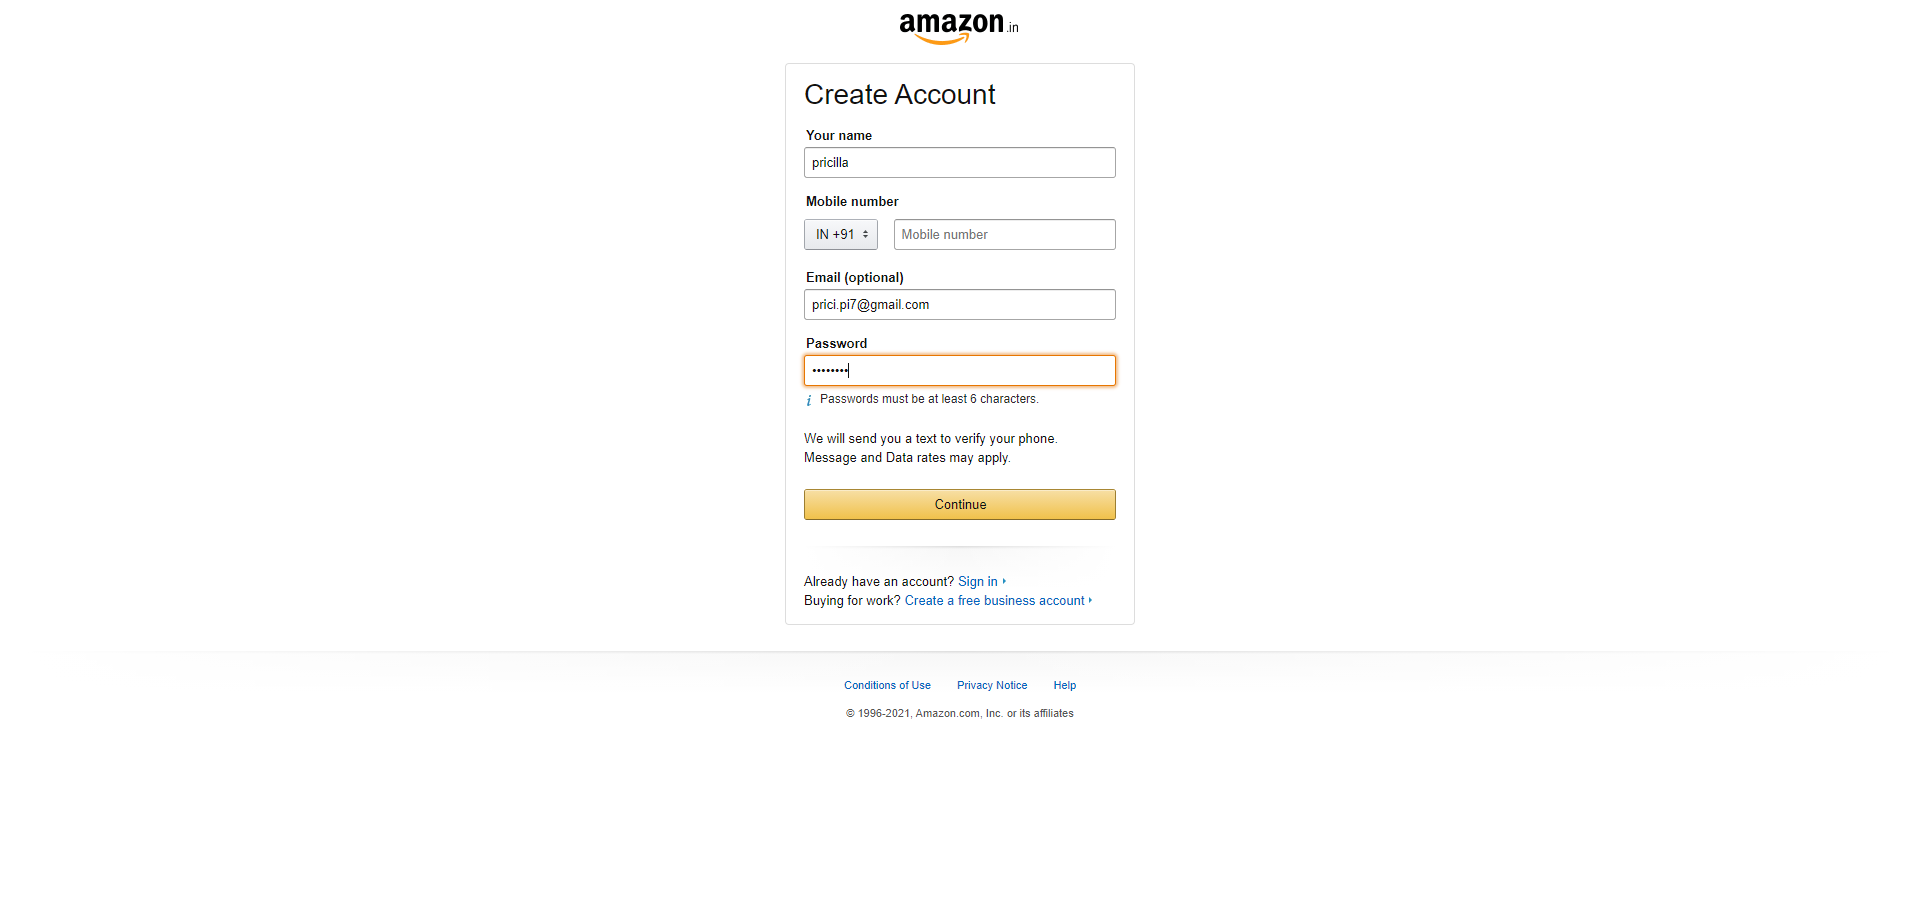 amazon.in
Create Account
Your name
pricilla
Mobile number
IN +91
Mobile number
Email (optional)
prici.pi7@gmail.com
Password
••••••••
i Passwords must be at least 6 characters.
We will send you a text to verify your phone.
Message and Data rates may apply.
Continue
Already have an account? Sign in
Buying for work? Create a free business account
Conditions of Use Privacy Notice Help
© 1996-2021, Amazon.com, Inc. or its affiliates